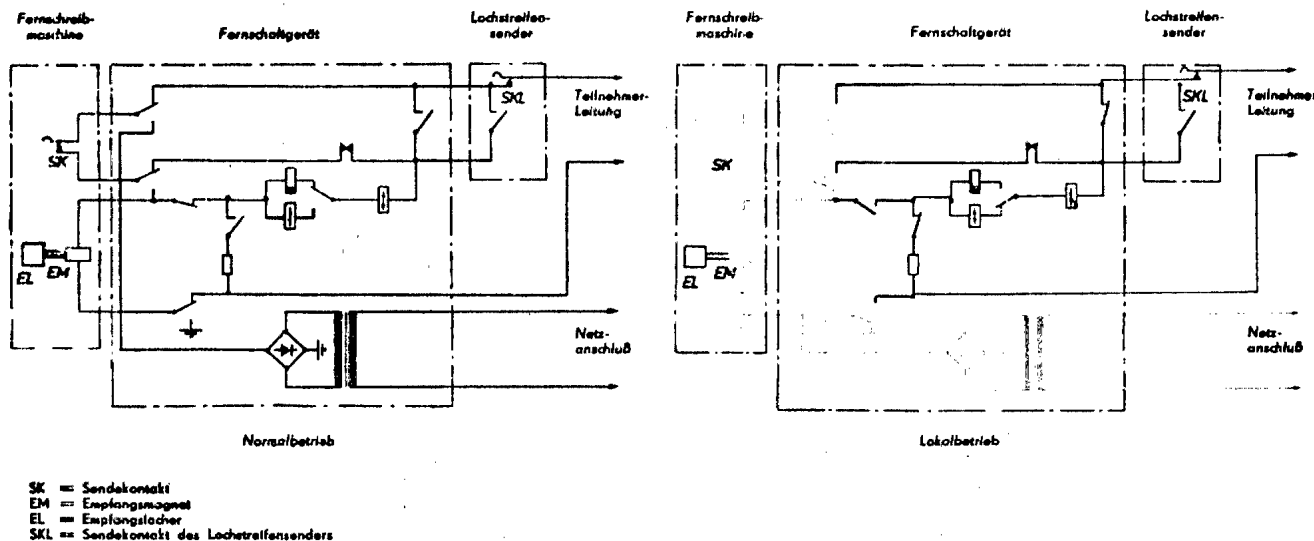 Fernschreib-
maschine
Fernschaltgerät
Lochstreifen-
sender
SKL
Teilnehmer-
Leitung
SK
EL
EM
Netz-
anschluß
Normalbetrieb
Fernschreib-
maschine
Fernschaltgerät
Lochstreifen-
sender
SKL
Teilnehmer-
Leitung
SK
EL
EM
Netz-
anschluß
Lokalbetrieb
SK = Sendekontakt
EM = Empfangsmagnet
EL = Empfangslocher
SKL = Sendekontakt des Lochstreifensenders